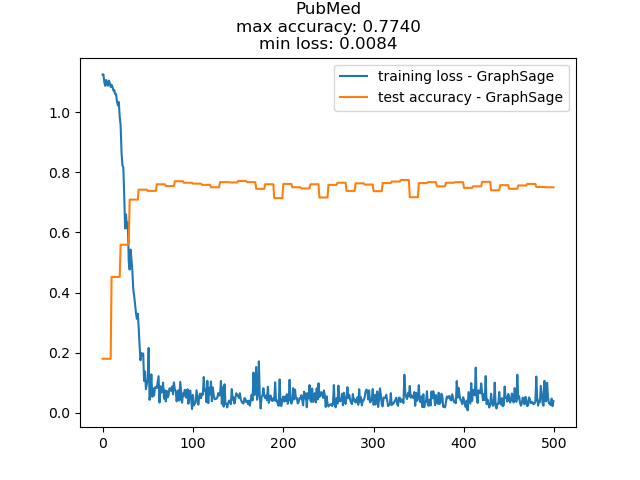 PubMed
max accuracy: 0.7740
min loss: 0.0084
training loss - GraphSage
test accuracy - GraphSage
1.0
0.8
0.6
0.4
0.2
0.0
0 100 200 300 400 500